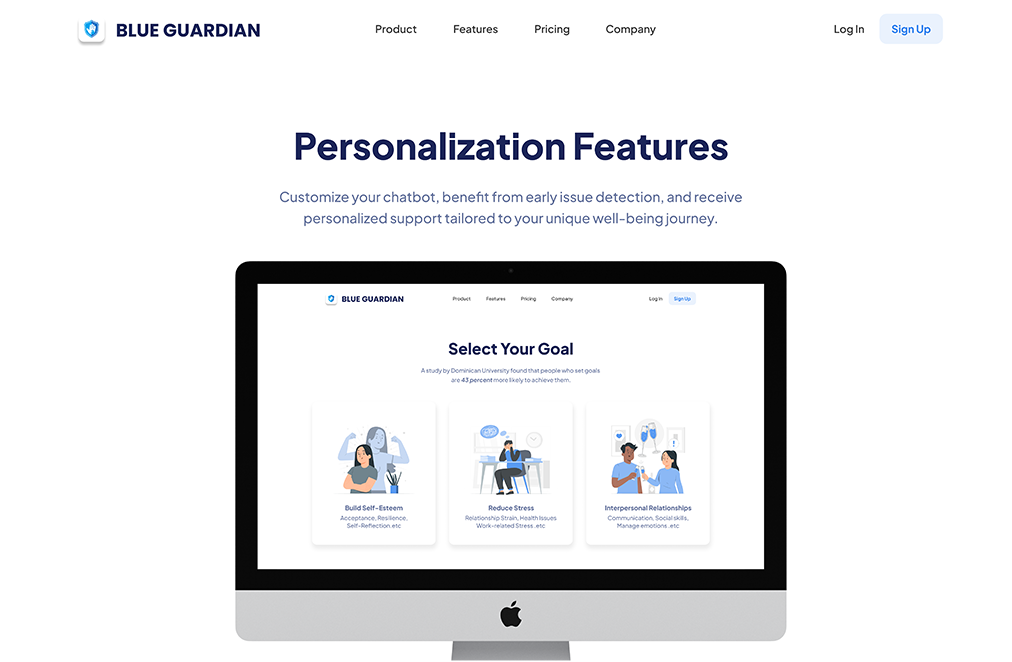 BLUE GUARDIAN
Product
Features
Pricing
Company
Log In
Sign Up
Personalization Features
Customize your chatbot, benefit from early issue detection, and receive
personalized support tailored to your unique well-being journey.
BLUE GUARDIAN
Product
Features
Pricing
Company
Log In
Sign Up
Select Your Goal
A study by Dominican University found that people who set goals
are 43 percent more likely to achieve them.
Build Self-Esteem
Acceptance, Resilience,
Self-Reflection.etc
Reduce Stress
Relationship Strain, Health Issues
Work-related Stress .etc
Interpersonal Relationships
Communication, Social skills,
Manage emotions .etc